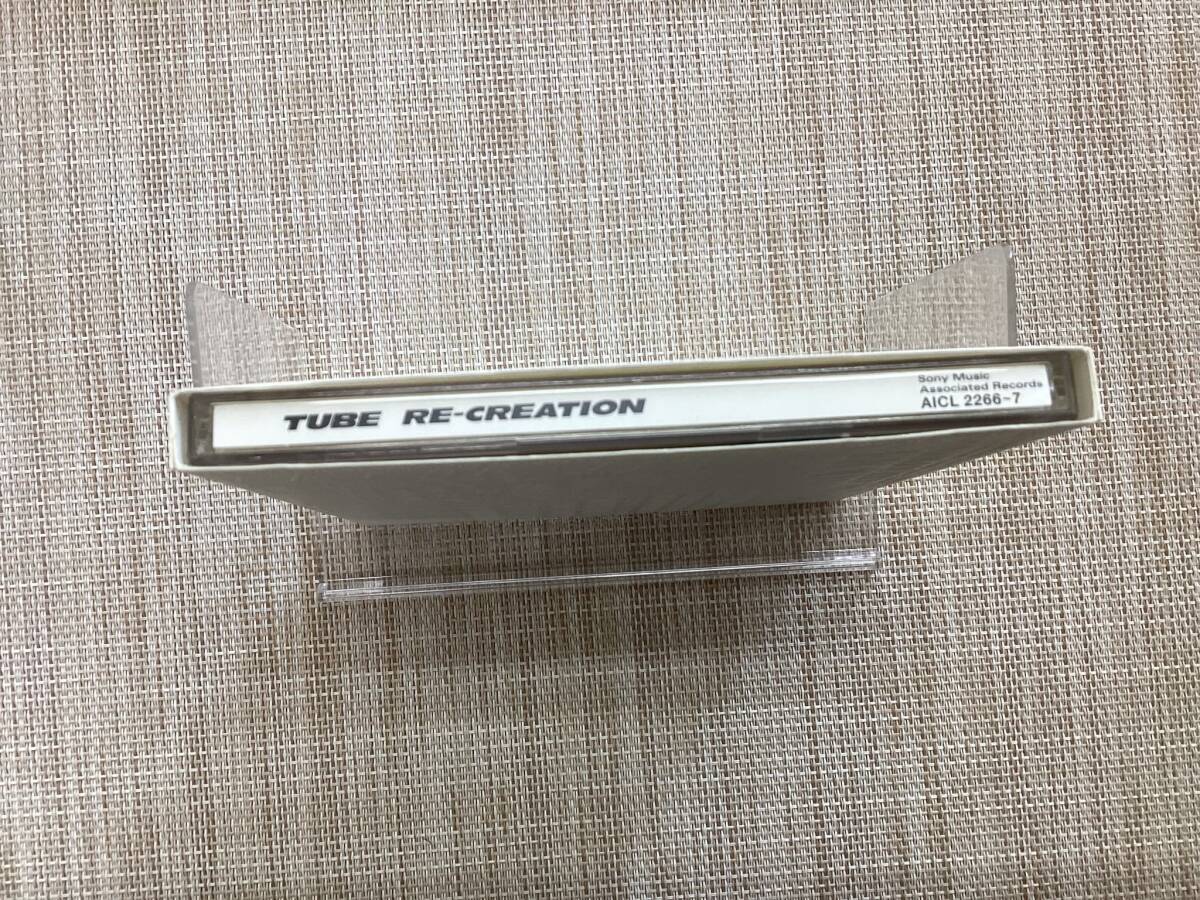 TUBE RE-CREATION
Sony Music
Associated Records
AICL 2266-7